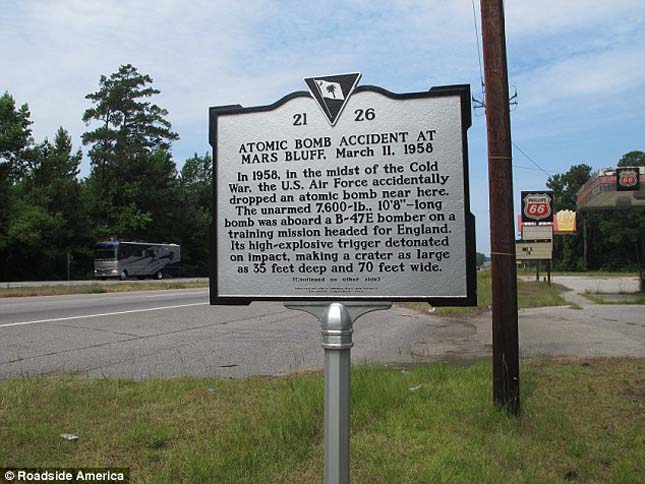 21 26
ATOMIC BOMB ACCIDENT AT
MARS BLUFF, March 11, 1958
In 1958, in the midst of the Cold
War, the U.S. Air Force accidentally
dropped an atomic bomb near here.
The unarmed 7,600-lb., 10'8"-long
bomb was aboard a B-47E bomber on a
training mission headed for England.
Its high-explosive trigger detonated
on impact, making a crater as large
as 35 feet deep and 70 feet wide.
(Continued on other side)
PHILLIPS
66
66
© Roadside America